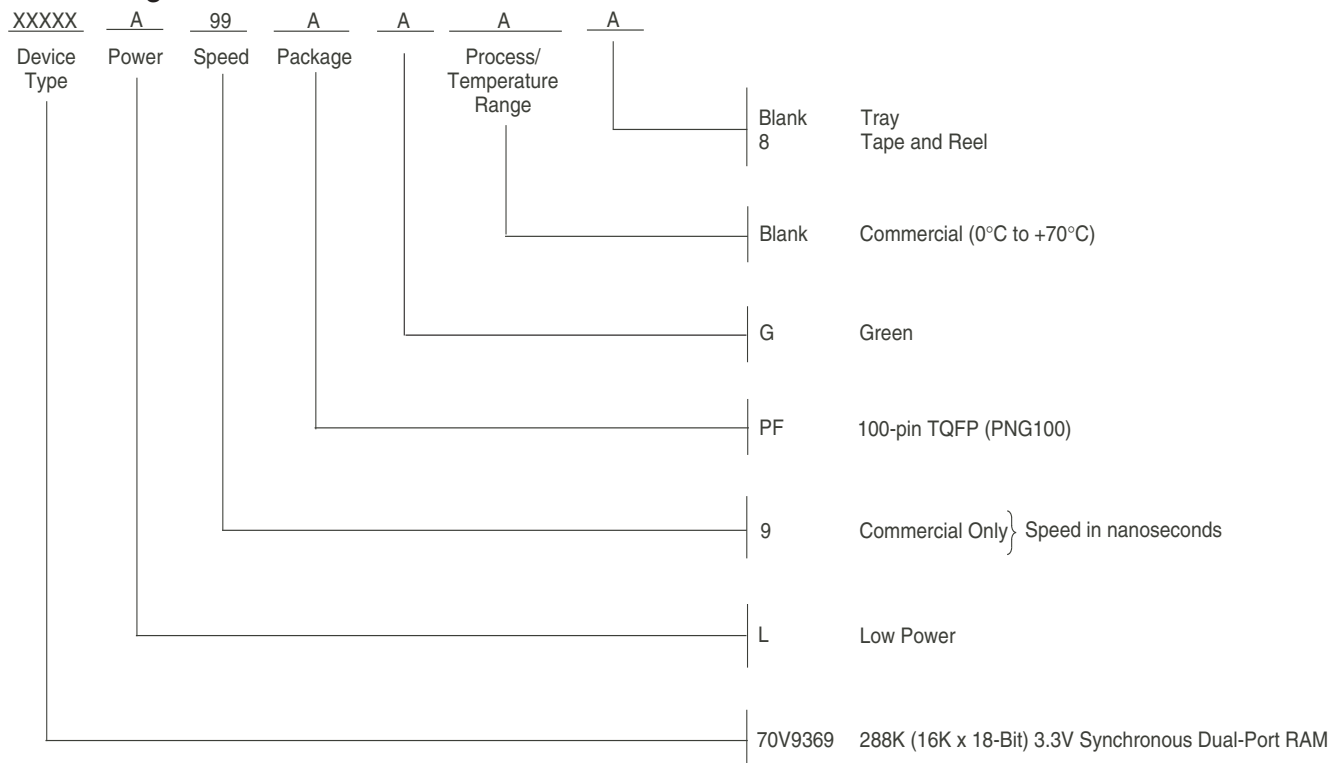 XXXXX A 99 A A A A
Device Type Power Speed Package Process/ Temperature Range
Blank Tray
8 Tape and Reel
Blank Commercial (0°C to +70°C)
G Green
PF 100-pin TQFP (PNG100)
9 Commercial Only} Speed in nanoseconds
L Low Power
70V9369 288K (16K x 18-Bit) 3.3V Synchronous Dual-Port RAM